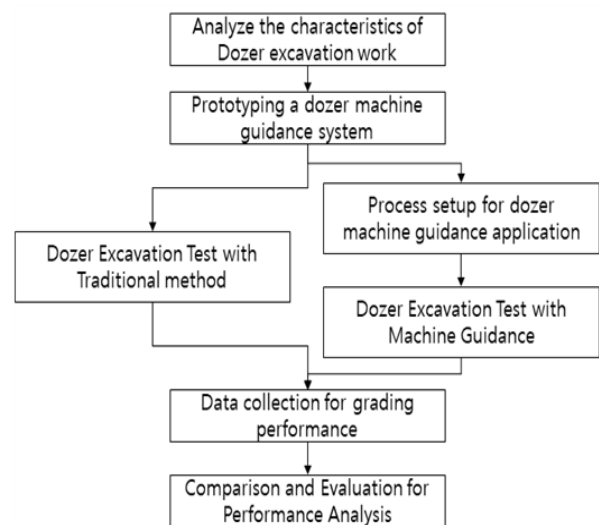 Analyze the characteristics of
Dozer excavation work
Prototyping a dozer machine
guidance system
Process setup for dozer
machine guidance application
Dozer Excavation Test with
Traditional method
Dozer Excavation Test with
Machine Guidance
Data collection for grading
performance
Comparison and Evaluation for
Performance Analysis